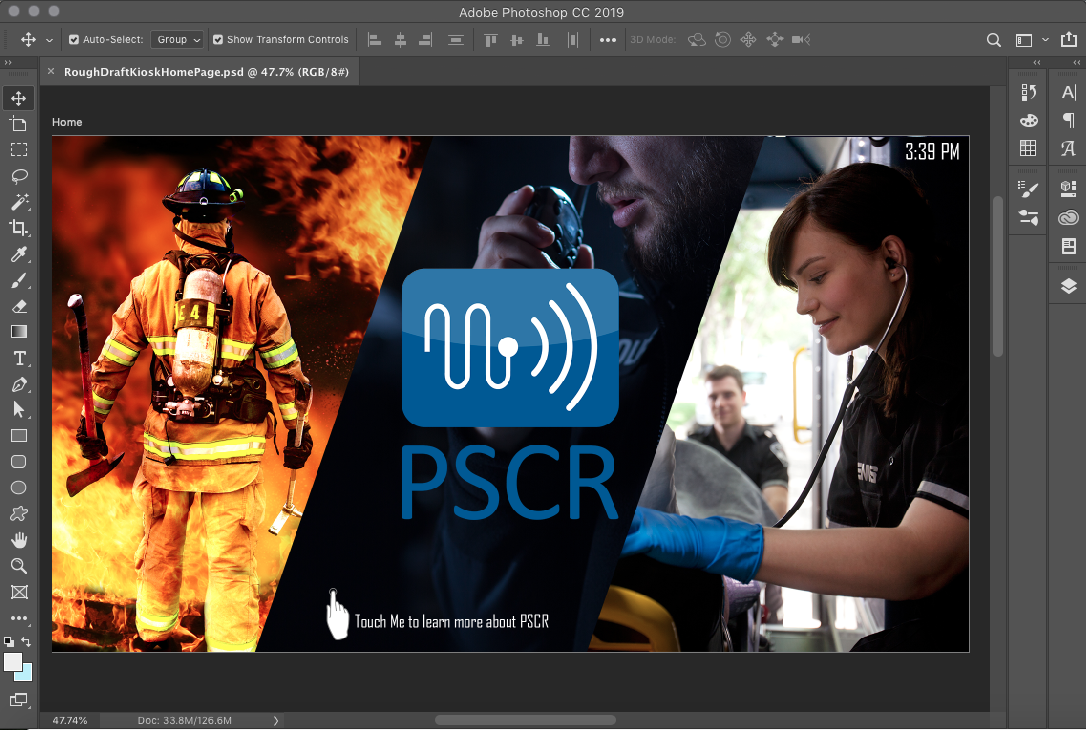 Adobe Photoshop CC 2019
Auto-Select: Group Show Transform Controls 3D Mode:
× RoughDraftKioskHomePage.psd @ 47.7% (RGB/8#)
Home
3:39 PM
E 4
EMS
PSCR
Touch Me to learn more about PSCR
47.74% Doc: 33.8M/126.6M